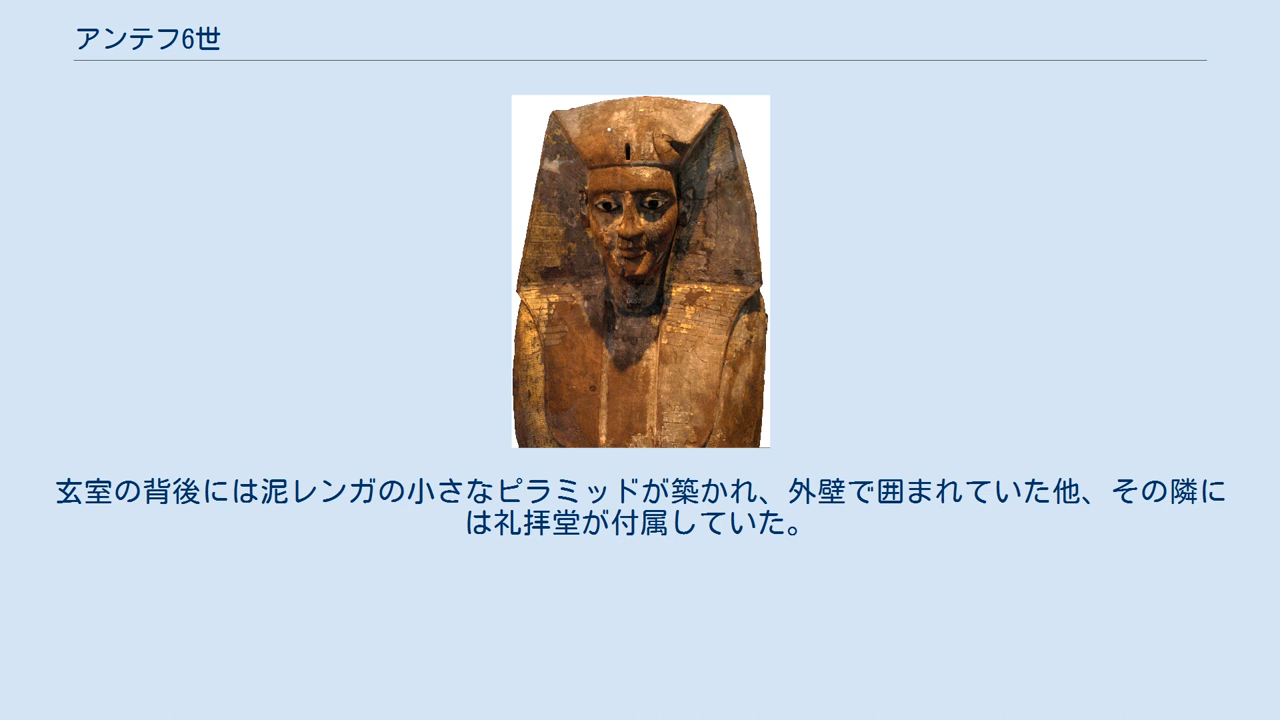 アンテフ6世
玄室の背後には泥レンガの小さなピラミッドが築かれ、外壁で囲まれていた他、その隣に
は礼拝堂が付属していた。